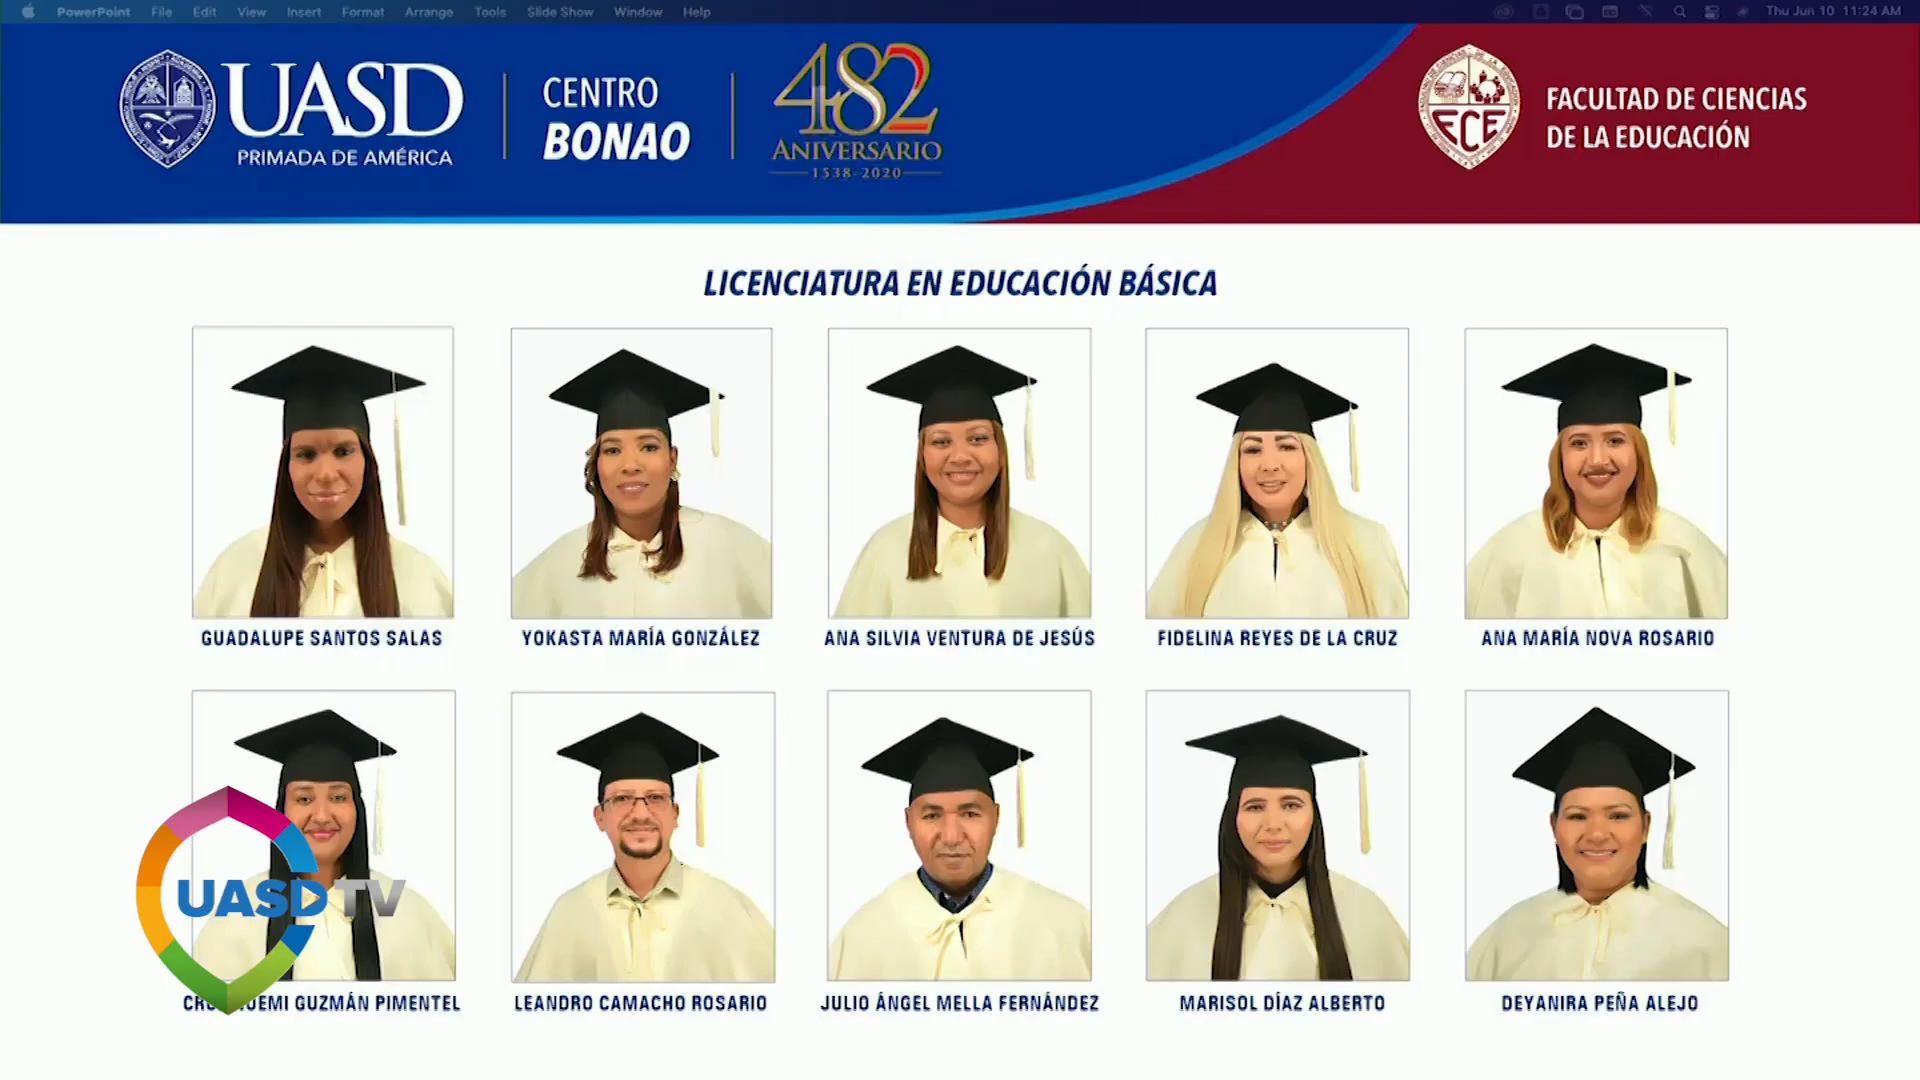 PowerPoint File Edit View Insert Format Arrange Tools Slide Show Window Help Thu Jun 10 11:24 AM
UASD
PRIMADA DE AMÉRICA
CENTRO
BONAO
482
ANIVERSARIO
1538-2020
FCE
FACULTAD DE CIENCIAS
DE LA EDUCACIÓN
LICENCIATURA EN EDUCACIÓN BÁSICA
GUADALUPE SANTOS SALAS
YOKASTA MARÍA GONZÁLEZ
ANA SILVIA VENTURA DE JESÚS
FIDELINA REYES DE LA CRUZ
ANA MARÍA NOVA ROSARIO
UASD TV
GUZMÁN PIMENTEL
LEANDRO CAMACHO ROSARIO
JULIO ÁNGEL MELLA FERNÁNDEZ
MARISOL DÍAZ ALBERTO
DEYANIRA PEÑA ALEJO